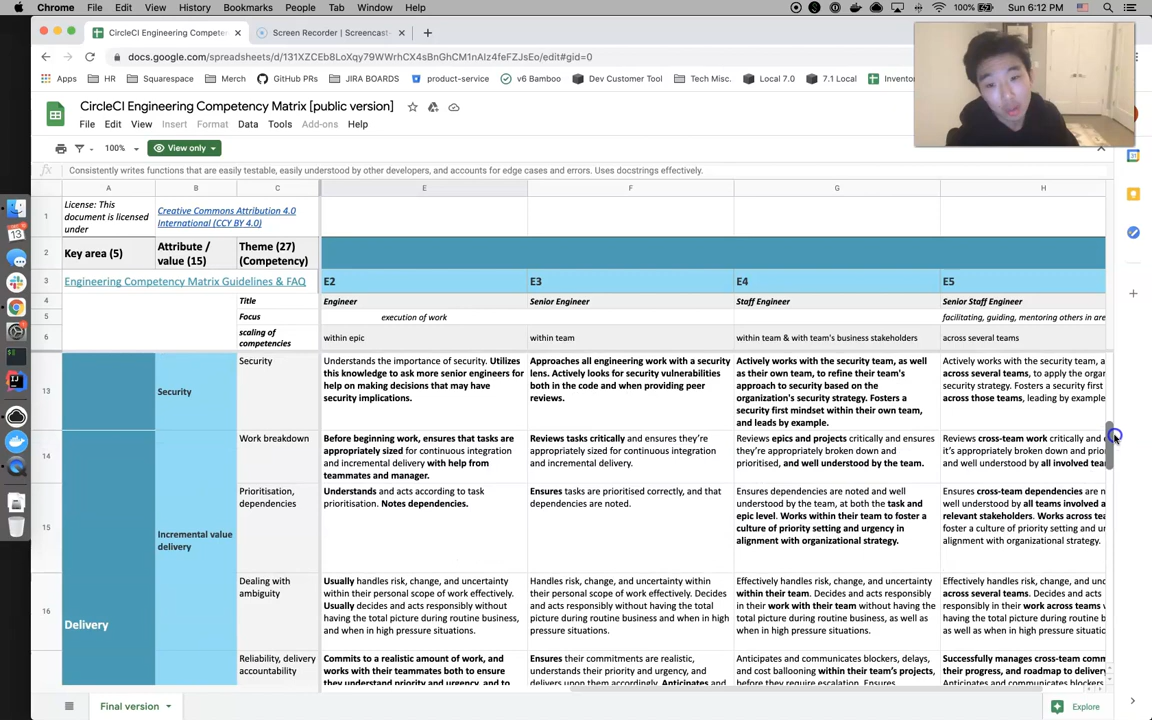 Chrome File Edit View History Bookmarks People Tab Window Help 100% Sun 6:12 PM
CircleCI Engineering Compete Screen Recorder | Screencast-
docs.google.com/spreadsheets/d/131XZCEb8LoXqy79WWrhCX4sBnGhCM1nAIz4feFZJsEo/edit#gid=0
Apps HR Squarespace Merch GitHub PRs JIRA BOARDS product-service v6 Bamboo Dev Customer Tool Tech Misc. Local 7.0 7.1 Local Inventor
CircleCI Engineering Competency Matrix [public version]
File Edit View Insert Format Data Tools Add-ons Help
100% View only
fx Consistently writes functions that are easily testable, easily understood by other developers, and accounts for edge cases and errors. Uses docstrings effectively.
A B C E F G H
1
License: This
document is licensed
under
Creative Commons Attribution 4.0
International (CCY BY 4.0)
2
Key area (5)
Attribute /
value (15)
Theme (27)
(Competency)
3 Engineering Competency Matrix Guidelines & FAQ E2 E3 E4 E5
4 Title Engineer Senior Engineer Staff Engineer Senior Staff Engineer
5 Focus execution of work facilitating, guiding, mentoring others in are
6
scaling of
competencies
within epic within team within team & with team's business stakeholders across several teams
13
Security
Security
Understands the importance of security. Utilizes
this knowledge to ask more senior engineers for
help on making decisions that may have
security implications.
Approaches all engineering work with a security
lens. Actively looks for security vulnerabilities
both in the code and when providing peer
reviews.
Actively works with the security team, as well
as their own team, to refine their team's
approach to security based on the
organization's security strategy. Fosters a
security first mindset within their own team,
and leads by example.
Actively works with the security team, a
across several teams, to apply the organ
security strategy. Fosters a security first
across those teams, leading by example
14
Work breakdown
Before beginning work, ensures that tasks are
appropriately sized for continuous integration
and incremental delivery with help from
teammates and manager.
Reviews tasks critically and ensures they're
appropriately sized for continuous integration
and incremental delivery.
Reviews epics and projects critically and ensures
they're appropriately broken down and
prioritised, and well understood by the team.
Reviews cross-team work critically and
it's appropriately broken down and prior
and well understood by all involved tea
15
Incremental value
delivery
Prioritisation,
dependencies
Understands and acts according to task
prioritisation. Notes dependencies.
Ensures tasks are prioritised correctly, and that
dependencies are noted.
Ensures dependencies are noted and well
understood by the team, at both the task and
epic level. Works within their team to foster a
culture of priority setting and urgency in
alignment with organizational strategy.
Ensures cross-team dependencies are n
well understood by all teams involved a
relevant stakeholders. Works across tea
foster a culture of priority setting and ur
alignment with organizational strategy.
16
Delivery
Dealing with
ambiguity
Usually handles risk, change, and uncertainty
within their personal scope of work effectively.
Usually decides and acts responsibly without
having the total picture during routine business,
and when in high pressure situations.
Handles risk, change, and uncertainty within
their personal scope of work effectively. Decides
and acts responsibly without having the total
picture during routine business, and when in high
pressure situations.
Effectively handles risk, change, and uncertainty
within their team. Decides and acts responsibly
in their work with their team without having the
total picture during routine business, as well as
when in high pressure situations.
Effectively handles risk, change, and unc
across several teams. Decides and acts
responsibly in their work across teams
having the total picture during routine b
as well as when in high pressure situatio
Reliability, delivery
accountability
Commits to a realistic amount of work, and
works with their teammates both to ensure
they understand priority and urgency, and to
Ensures their commitments are realistic,
understands their priority and urgency, and
delivers upon them accordingly. Anticipates and
Anticipates and communicates blockers, delays,
and cost ballooning within their team's projects,
before they require escalation. Ensures
Successfully manages cross-team comm
their progress, and roadmap to delivery
Anticipates and communicates blockers
Final version Explore